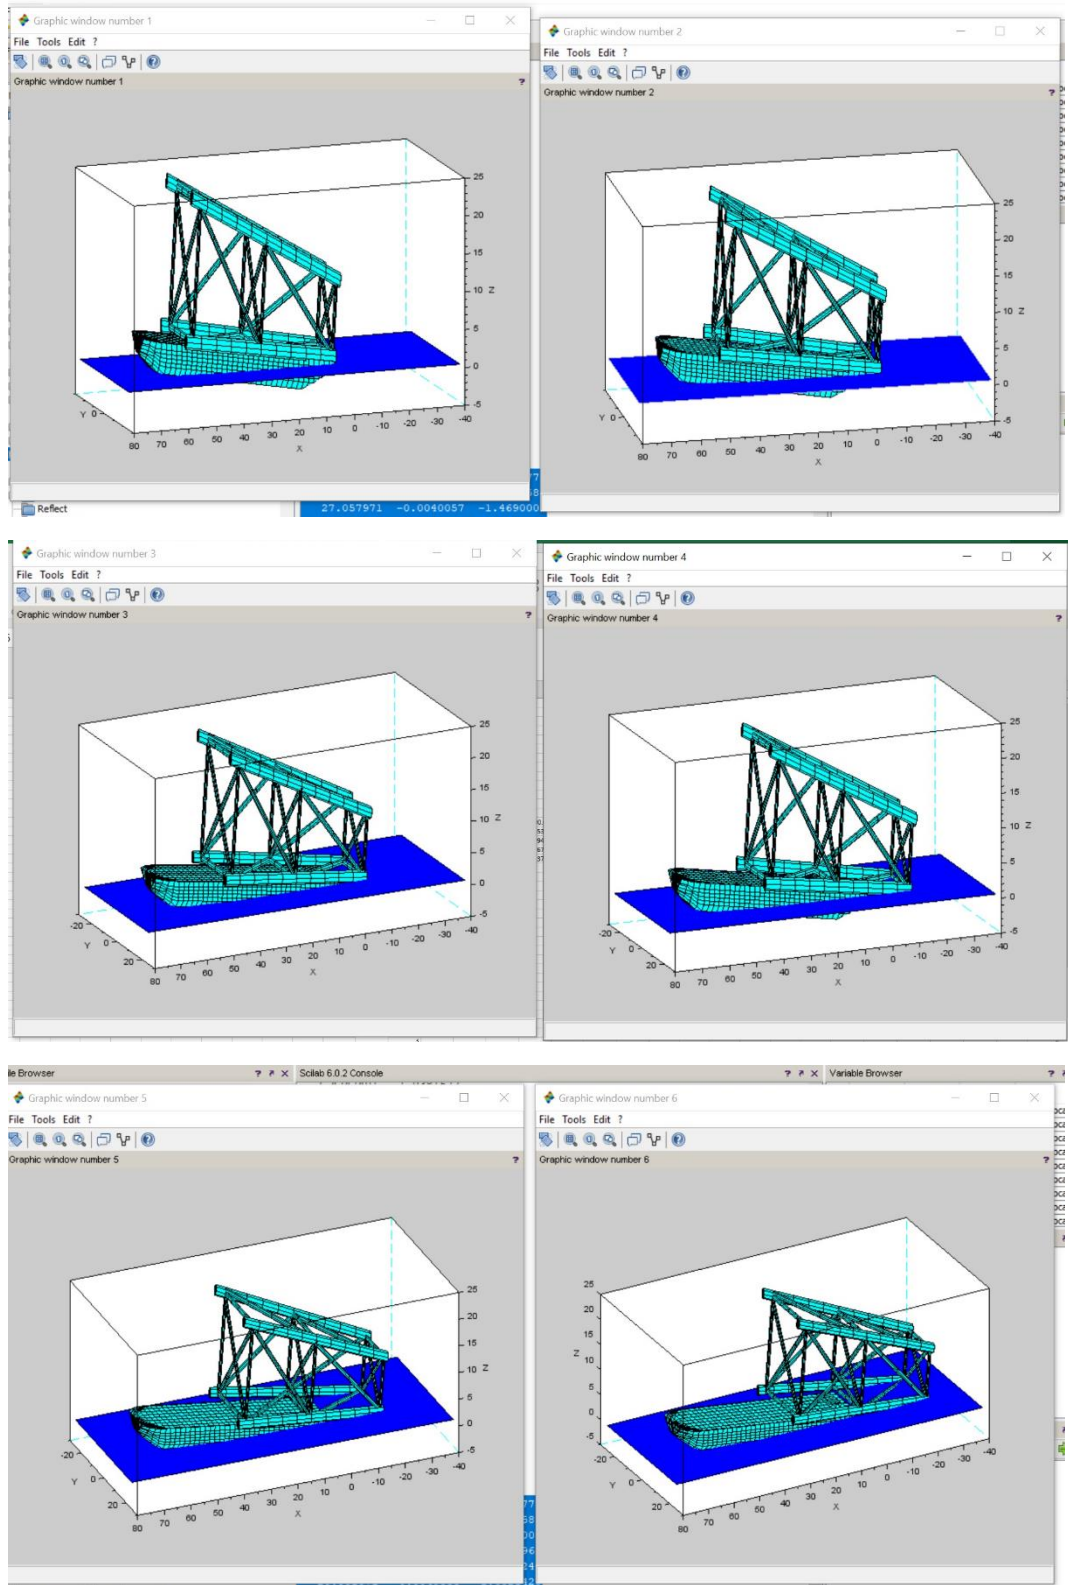 Graphic window number 1
File Tools Edit ?
Graphic window number 1 ?
25
20
15
10 Z
5
0
-5
Y 0
80 70 60 50 40 30 20 10 0 -10 -20 -30 -40
X
Reflect
27.057971 -0.0040057 -1.469000
Graphic window number 2
File Tools Edit ?
Graphic window number 2 ?
25
20
15
10 Z
5
0
-5
Y 0
80 70 60 50 40 30 20 10 0 -10 -20 -30 -40
X
Graphic window number 3
File Tools Edit ?
Graphic window number 3 ?
25
20
15
10 Z
5
0
-5
-20
Y 0
20
80 70 60 50 40 30 20 10 0 -10 -20 -30 -40
X
Graphic window number 4
File Tools Edit ?
Graphic window number 4 ?
25
20
15
10 Z
5
0
-5
-20
Y 0
20
80 70 60 50 40 30 20 10 0 -10 -20 -30 -40
X
le Browser ? Scilab 6.0.2 Console ? Variable Browser ?
Graphic window number 5
File Tools Edit ?
Graphic window number 5 ?
25
20
15
10 Z
5
0
-5
-20
Y 0
20
80 70 60 50 40 30 20 10 0 -10 -20 -30 -40
X
Graphic window number 6
File Tools Edit ?
Graphic window number 6 ?
25
20
15
Z 10
5
0
-5
-20
Y 0
20
80 70 60 50 40 30 20 10 0 -10 -20 -30 -40
X